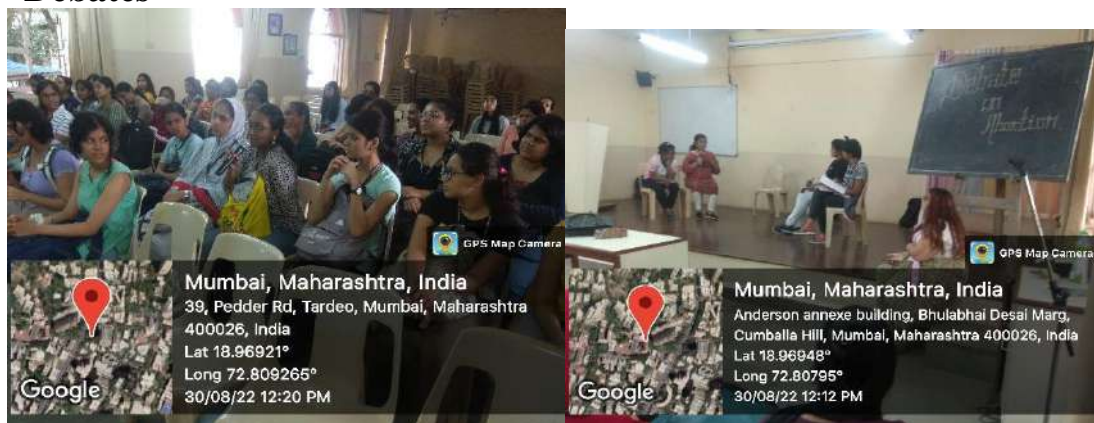 Debates
GPS Map Camera
Mumbai, Maharashtra, India
39, Pedder Rd, Tardeo, Mumbai, Maharashtra
400026, India
Lat 18.96921°
Long 72.809265°
30/08/22 12:20 PM
Google
Debate
on
Abortion
GPS Map Camera
Mumbai, Maharashtra, India
Anderson annexe building, Bhulabhai Desai Marg,
Cumballa Hill, Mumbai, Maharashtra 400026, India
Lat 18.96948°
Long 72.80795°
30/08/22 12:12 PM
Google